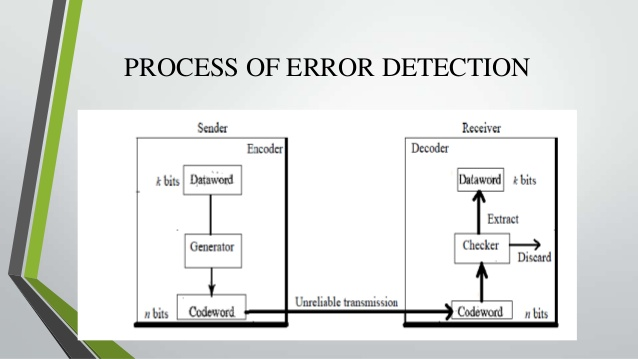 PROCESS OF ERROR DETECTION
Sender
Encoder
k bits
Dataword
Generator
n bits
Codeword
Unreliable transmission
Receiver
Decoder
Dataword
k bits
Extract
Checker
Discard
Codeword
n bits